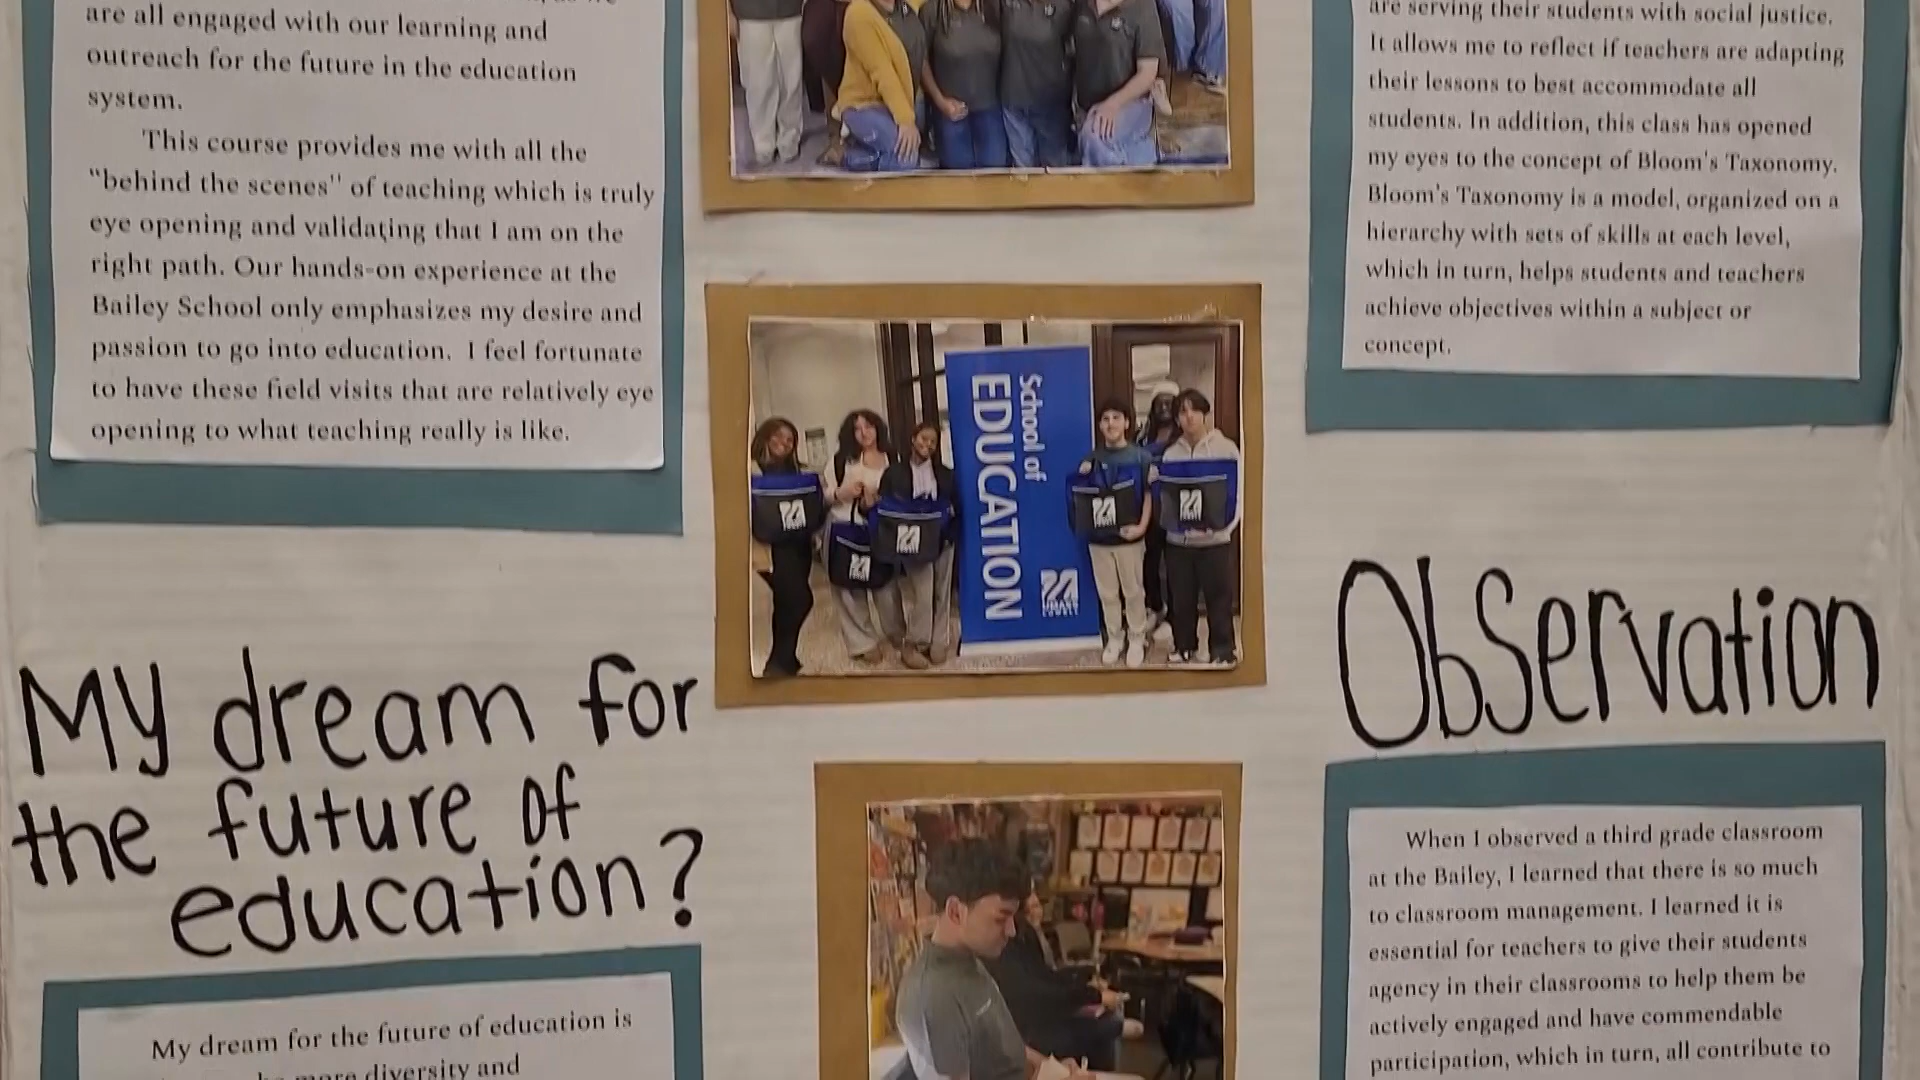 are all engaged with our learning and
outreach for the future in the education
system.
This course provides me with all the
"behind the scenes" of teaching which is truly
eye opening and validating that I am on the
right path. Our hands-on experience at the
Bailey School only emphasizes my desire and
passion to go into education. I feel fortunate
to have these field visits that are relatively eye
opening to what teaching really is like.
My dream for
the future of
education?
My dream for the future of education is
more diversity and
School of
EDUCATION
UMASS
LOWELL
are serving their students with social justice.
It allows me to reflect if teachers are adapting
their lessons to best accommodate all
students. In addition, this class has opened
my eyes to the concept of Bloom's Taxonomy.
Bloom's Taxonomy is a model, organized on a
hierarchy with sets of skills at each level,
which in turn, helps students and teachers
achieve objectives within a subject or
concept.
Observation
When I observed a third grade classroom
at the Bailey, I learned that there is so much
to classroom management. I learned it is
essential for teachers to give their students
agency in their classrooms to help them be
actively engaged and have commendable
participation, which in turn, all contribute to